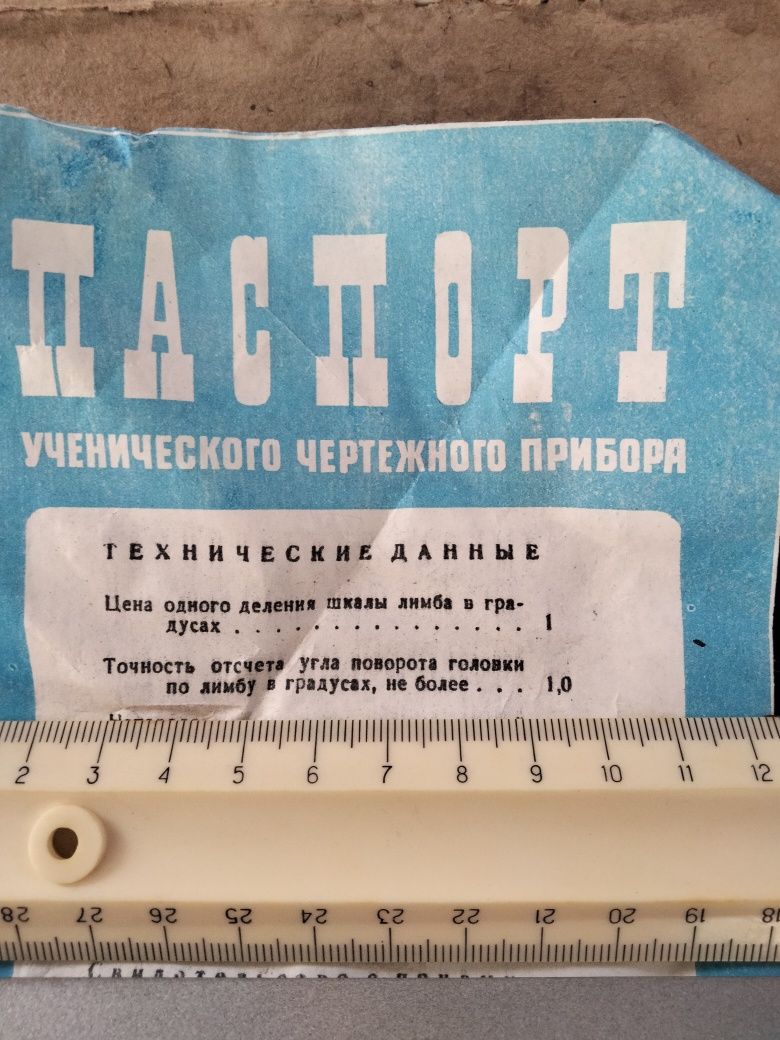 ПАСПОРТ
УЧЕНИЧЕСКОГО ЧЕРТЕЖНОГО ПРИБОРА
ТЕХНИЧЕСКИЕ ДАННЫЕ
Цена одного деления шкалы лимба в гра-
дусах . . . . . . . . . . . . . . . 1
Точность отсчета угла поворота головки
по лимбу в градусах, не более . . . 1,0
2 3 4 5 6 7 8 9 10 11 12
28 27 26 25 24 23 22 21 20 19 18